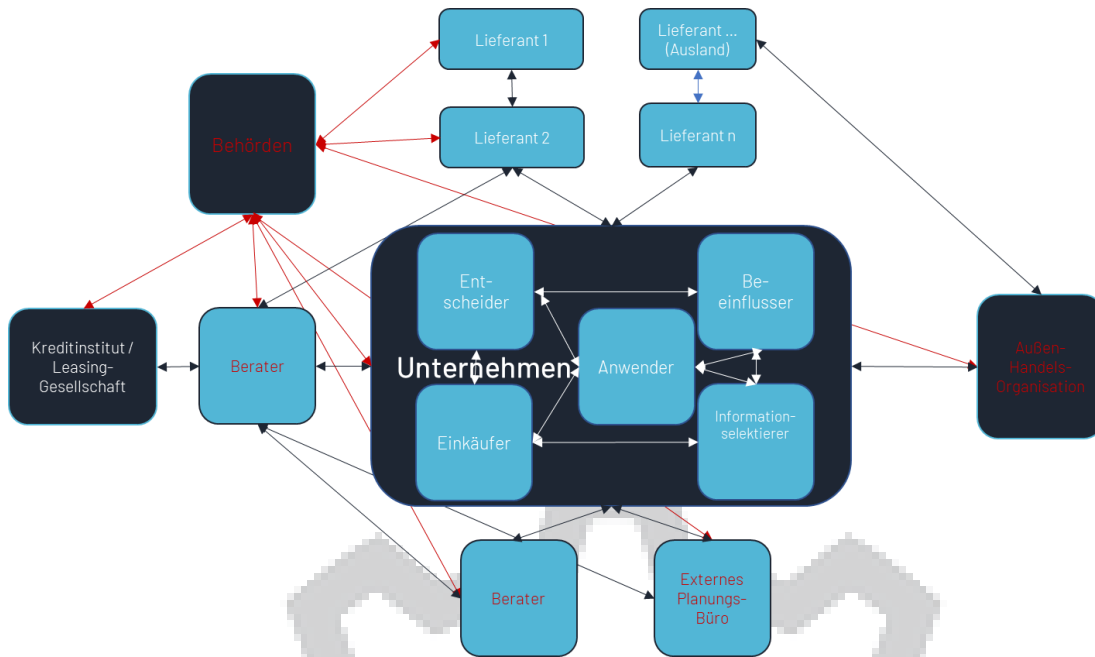 Lieferant 1
Lieferant ...
(Ausland)
Behörden
Lieferant 2
Lieferant n
Ent-
scheider
Be-
einflusser
Kreditinstitut /
Leasing-
Gesellschaft
Berater
Unternehmen
Anwender
Außen-
Handels-
Organisation
Einkäufer
Information-
selektierer
Berater
Externes
Planungs-
Büro